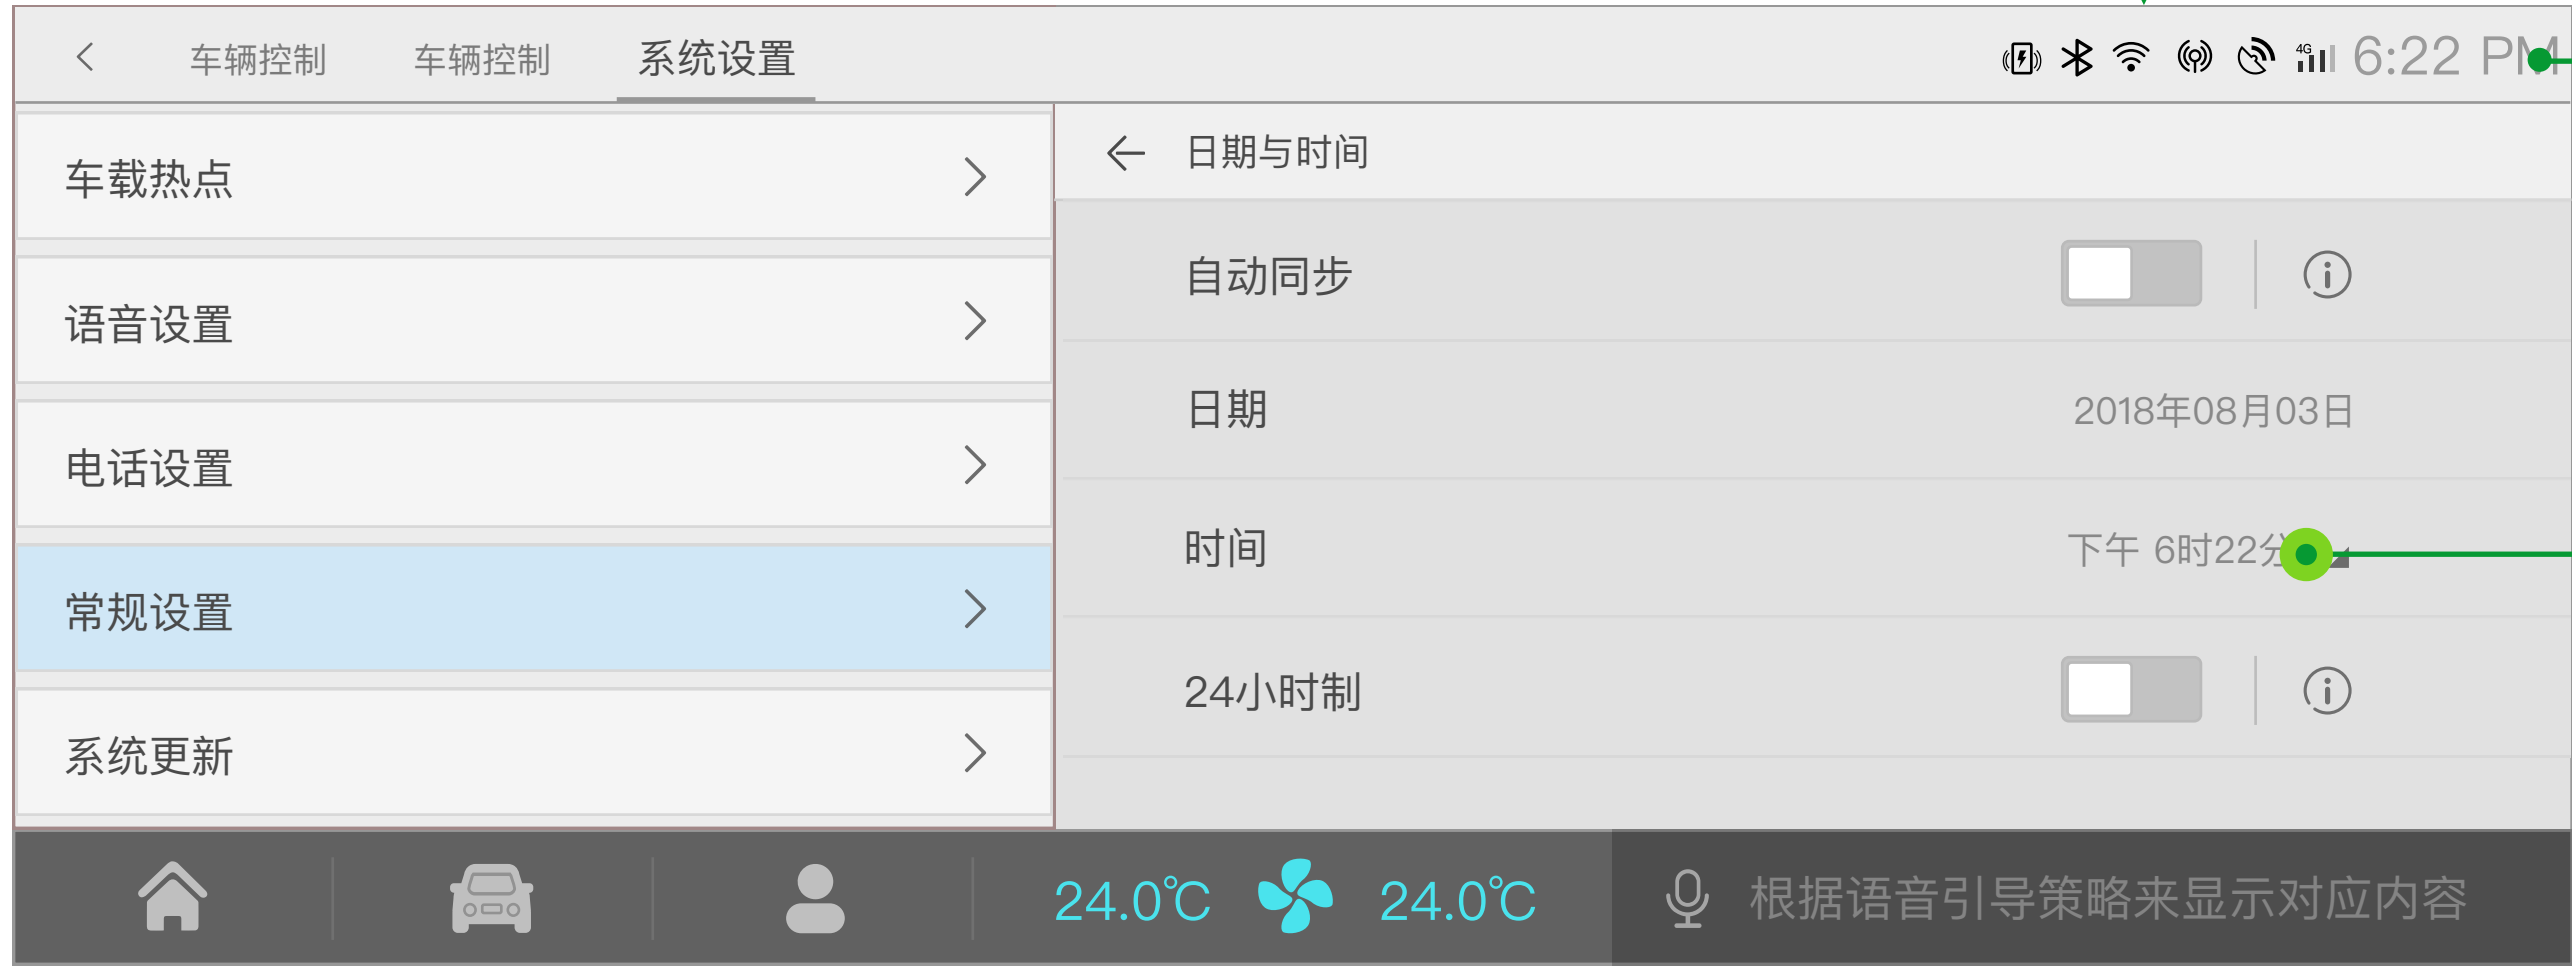 车辆控制 车辆控制 系统设置 4G 6:22 PM
车载热点
语音设置
电话设置
常规设置
系统更新
日期与时间
自动同步
日期 2018年08月03日
时间 下午 6时22分
24小时制
24.0℃ 24.0℃ 根据语音引导策略来显示对应内容